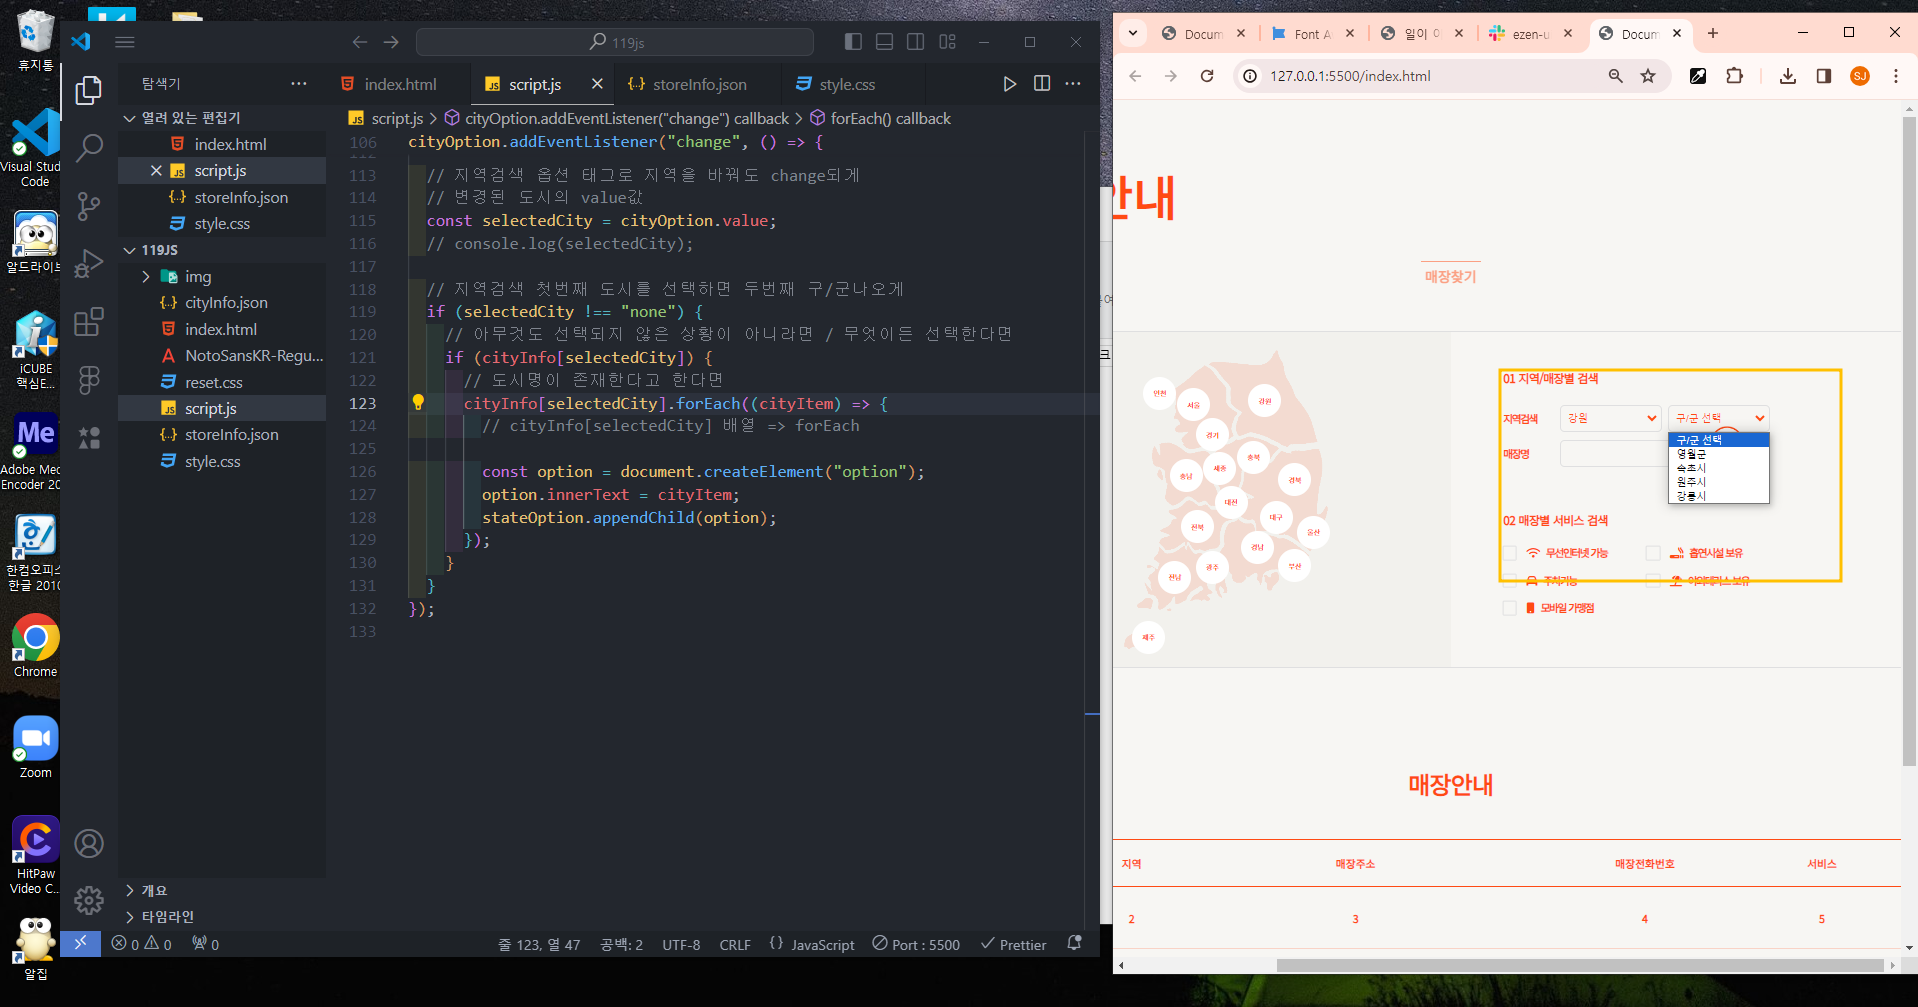 휴지통
Visual Stud
Code
알드라이브
iCUBE
핵심E...
Adobe Med
Encoder 20
한컴오피스
한글 2010
Chrome
Zoom
HitPaw
Video C...
알집
119js
탐색기
열려 있는 편집기
index.html
script.js
storeInfo.json
style.css
119JS
img
cityInfo.json
index.html
NotoSansKR-Regu...
reset.css
script.js
storeInfo.json
style.css
개요
타임라인
index.html
script.js
storeInfo.json
style.css
script.js > cityOption.addEventListener("change") callback > forEach() callback
106 cityOption.addEventListener("change", () => {
113 // 지역검색 옵션 태그로 지역을 바꿔도 change되게
114 // 변경된 도시의 value값
115 const selectedCity = cityOption.value;
116 // console.log(selectedCity);
117
118 // 지역검색 첫번째 도시를 선택하면 두번째 구/군나오게
119 if (selectedCity !== "none") {
120 // 아무것도 선택되지 않은 상황이 아니라면 / 무엇이든 선택한다면
121 if (cityInfo[selectedCity]) {
122 // 도시명이 존재한다고 한다면
123 cityInfo[selectedCity].forEach((cityItem) => {
124 // cityInfo[selectedCity] 배열 => forEach
125
126 const option = document.createElement("option");
127 option.innerText = cityItem;
128 stateOption.appendChild(option);
129 });
130 }
131 }
132 });
133
0 0 0
줄 123, 열 47
공백: 2
UTF-8
CRLF
{} JavaScript
Port : 5500
Prettier
Docum
Font A
일이 이
ezen-u
Docum
127.0.0.1:5500/index.html
SJ
안내
매장찾기
인천
서울
강원
경기
충북
충남
세종
경북
대전
대구
전북
울산
경남
광주
부산
전남
제주
01 지역/매장별 검색
지역검색
강원
구/군 선택
구/군 선택
영월군
속초시
원주시
강릉시
매장명
02 매장별 서비스 검색
무선인터넷 가능
흡연시설 보유
주차가능
야외테라스 보유
모바일 가맹점
매장안내
지역 매장주소 매장전화번호 서비스
2 3 4 5